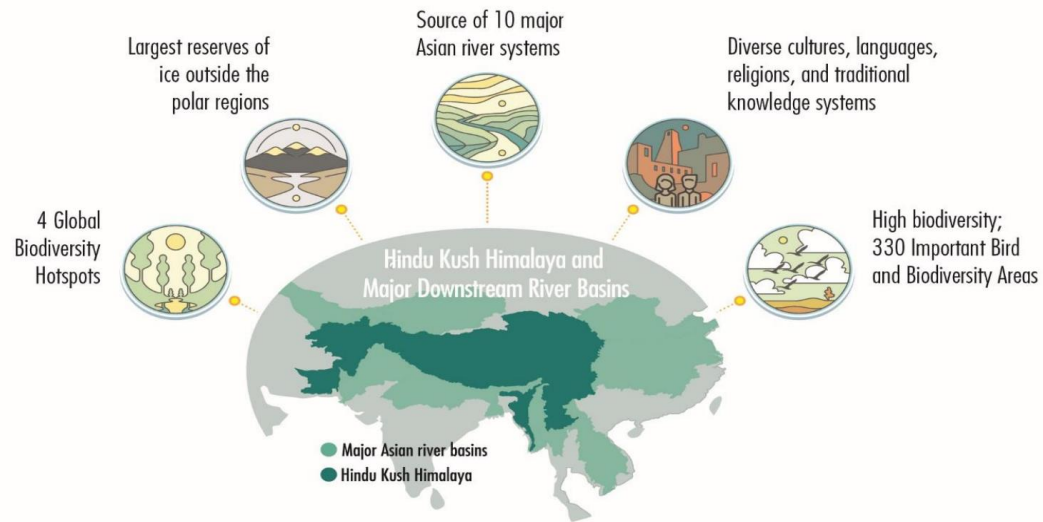 Source of 10 major
Asian river systems
Largest reserves of
ice outside the
polar regions
Diverse cultures, languages,
religions, and traditional
knowledge systems
4 Global
Biodiversity
Hotspots
High biodiversity;
330 Important Bird
and Biodiversity Areas
Hindu Kush Himalaya and
Major Downstream River Basins
Major Asian river basins
Hindu Kush Himalaya